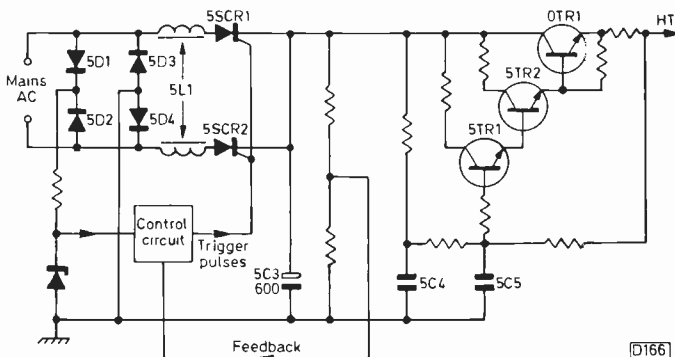 5SCR1
0TR1
HT
Mains
AC
5D1
5D3
5L1
5TR2
5D2
5D4
5SCR2
5TR1
Control
circuit
Trigger
pulses
5C3
600
5C4
5C5
Feedback
D166